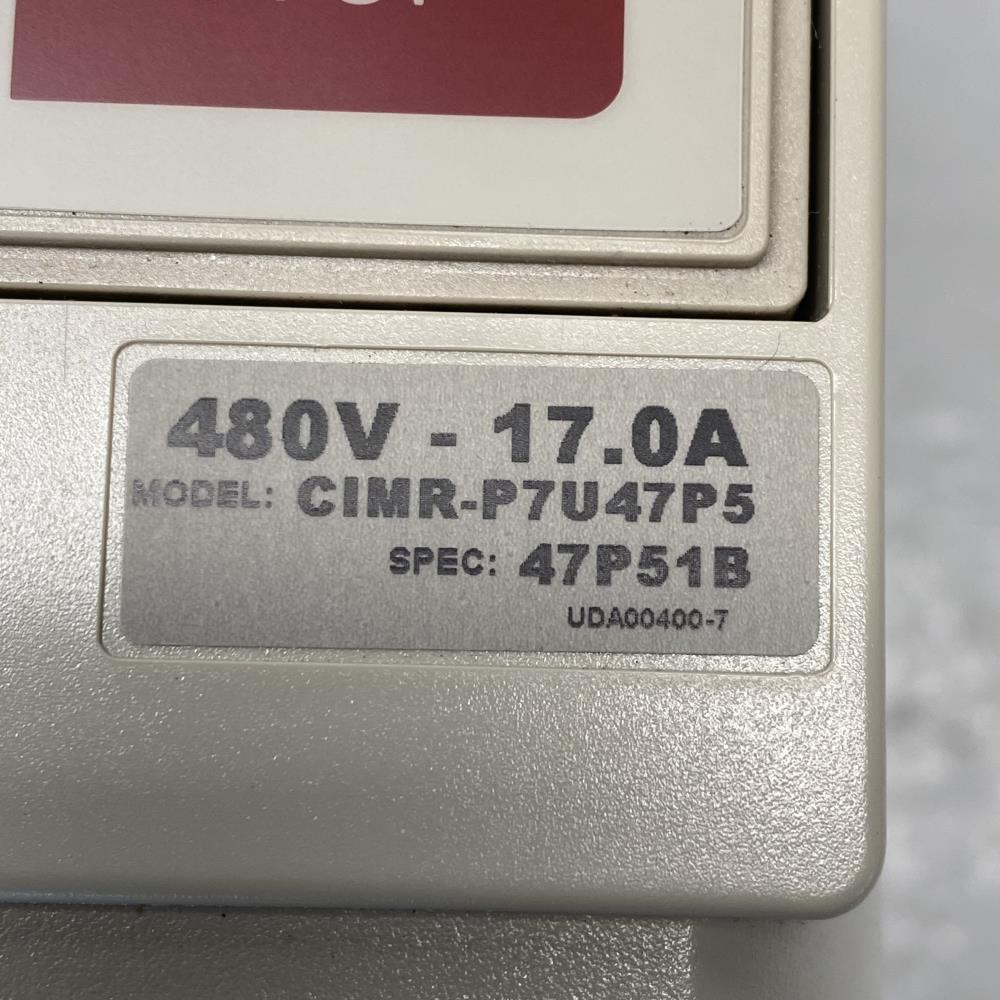 480V - 17.0A
MODEL: CIMR-P7U47P5
SPEC: 47P51B
UDA00400-7